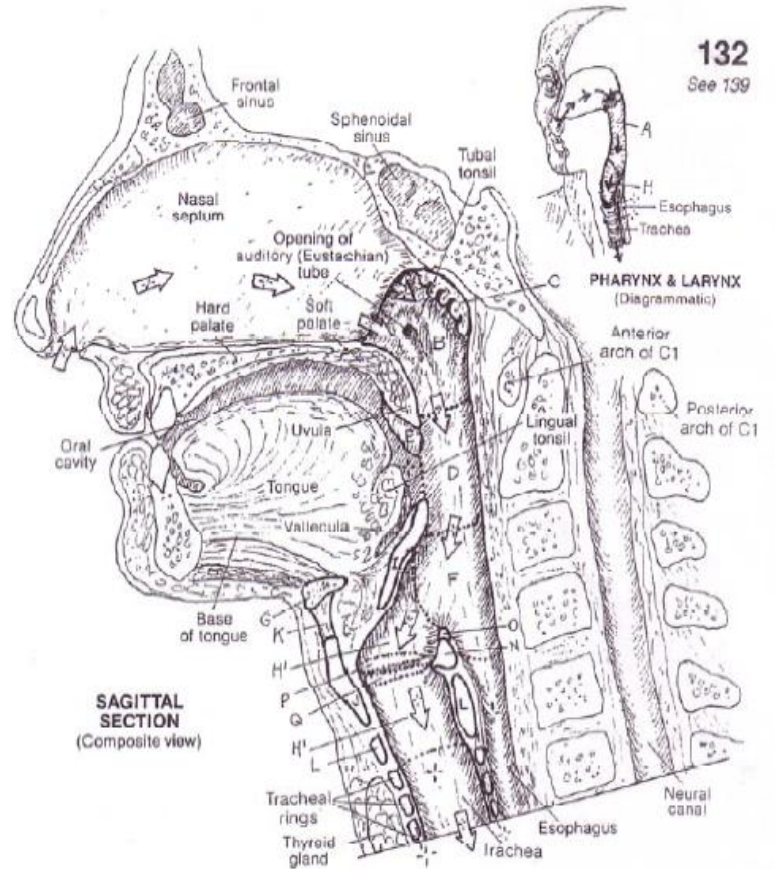 132
See 139
Frontal
sinus
Sphenoidal
sinus
Tubal
tonsil
A
H
Esophagus
Trachea
PHARYNX & LARYNX
(Diagrammatic)
Nasal
septum
Opening of
auditory (Eustachian)
tube
Hard
palate
Soft
palate
C
B
Anterior
arch of C1
Posterior
arch of C1
Oral
cavity
Uvula
E
Lingual
tonsil
D
Tongue
Vallecula
I
F
Base
of tongue
G
K
O
N
H'
P
Q
L
H'
L
SAGITTAL
SECTION
(Composite view)
Tracheal
rings
Thyroid
gland
Trachea
Esophagus
Neural
canal